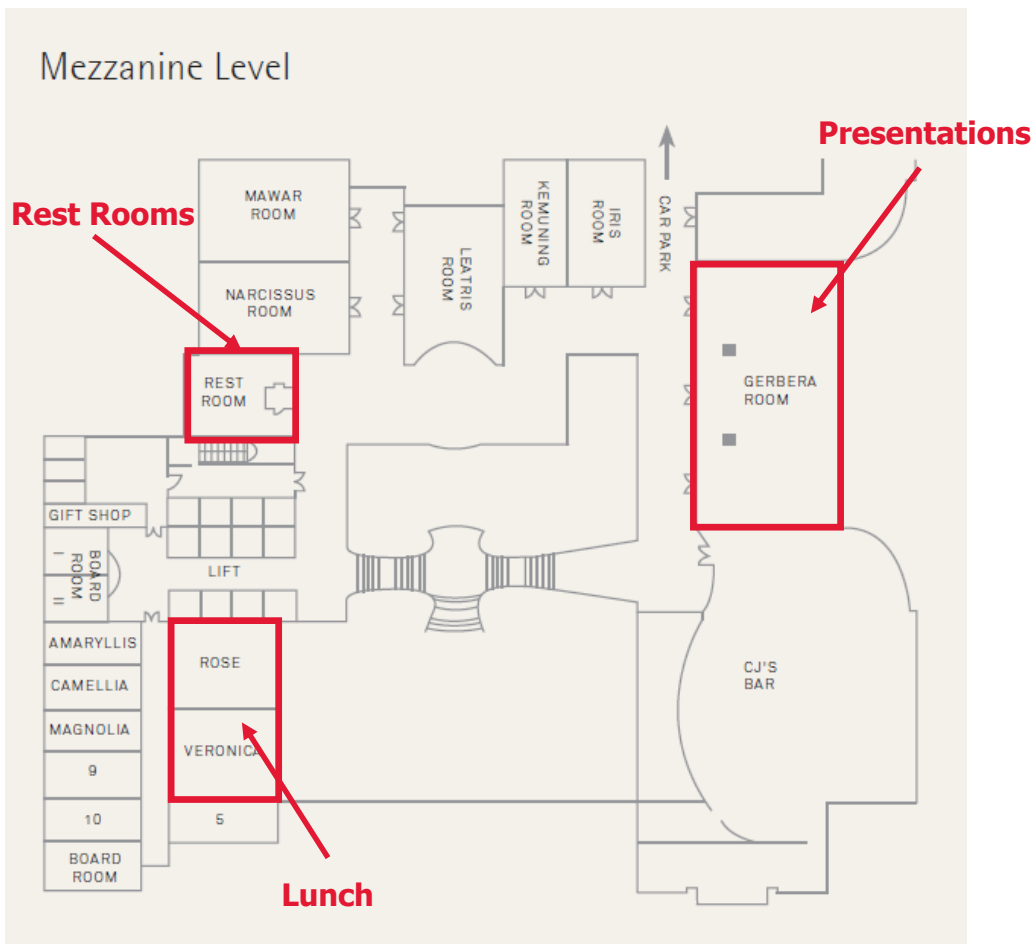 Mezzanine Level
Presentations
Rest Rooms
MAWAR
ROOM
KEMUNING
ROOM
IRIS
ROOM
CAR PARK
LEATRIS
ROOM
NARCISSUS
ROOM
REST
ROOM
GERBERA
ROOM
GIFT SHOP
BOARD
ROOM
I
II
LIFT
AMARYLLIS
ROSE
CAMELLIA
CJ'S
BAR
MAGNOLIA
VERONICA
9
10
5
BOARD
ROOM
Lunch